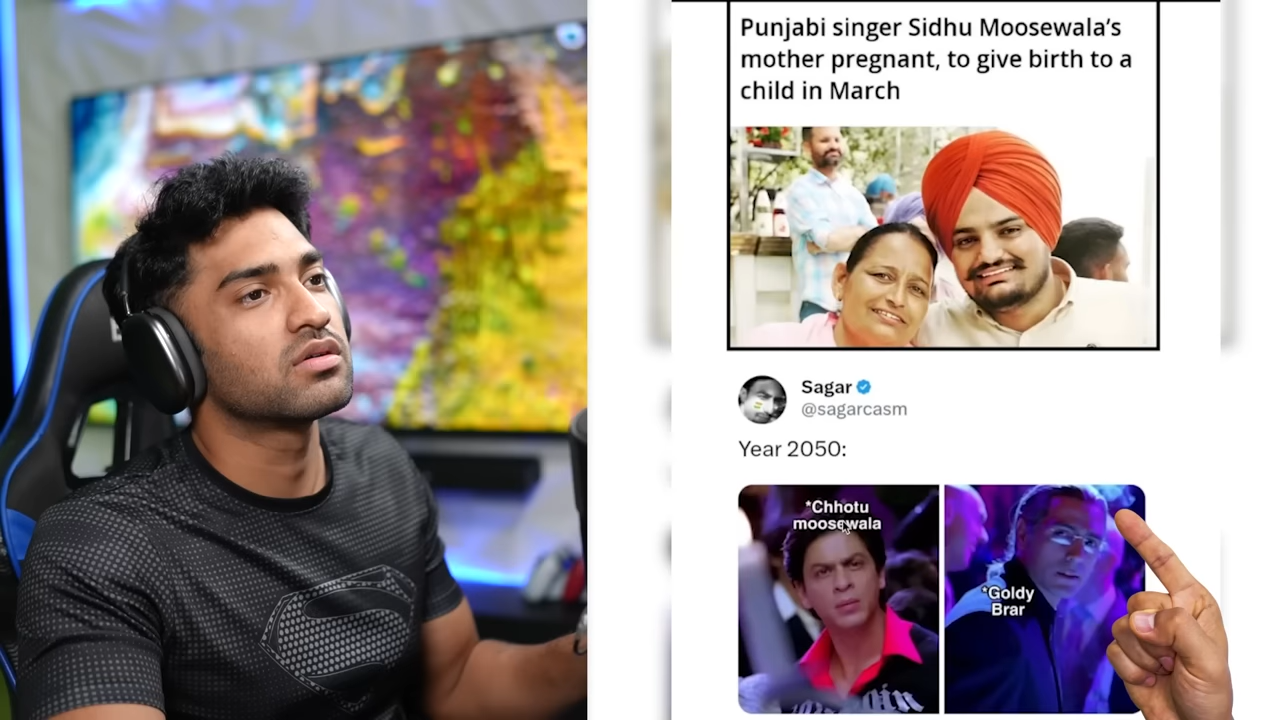 Punjabi singer Sidhu Moosewala's
mother pregnant, to give birth to a
child in March
Sagar
@sagarcasm
Year 2050:
*Chhotu
moosewala
*Goldy
Brar